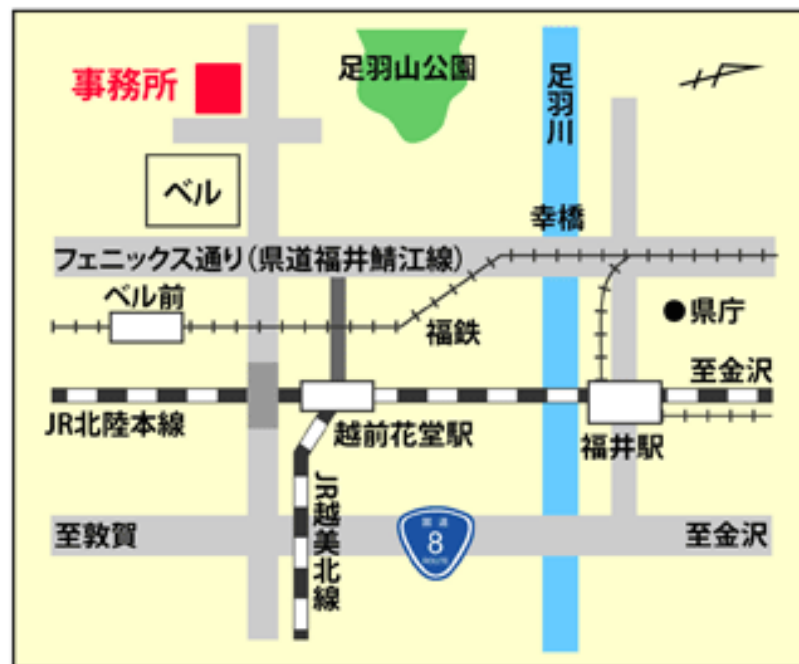 足羽山公園
事務所
足羽川
ベル
幸橋
フェニックス通り(県道福井鯖江線)
ベル前
福鉄
県庁
至金沢
JR北陸本線
越前花堂駅
福井駅
JR越美北線
国道
8
ROUTE
至敦賀
至金沢